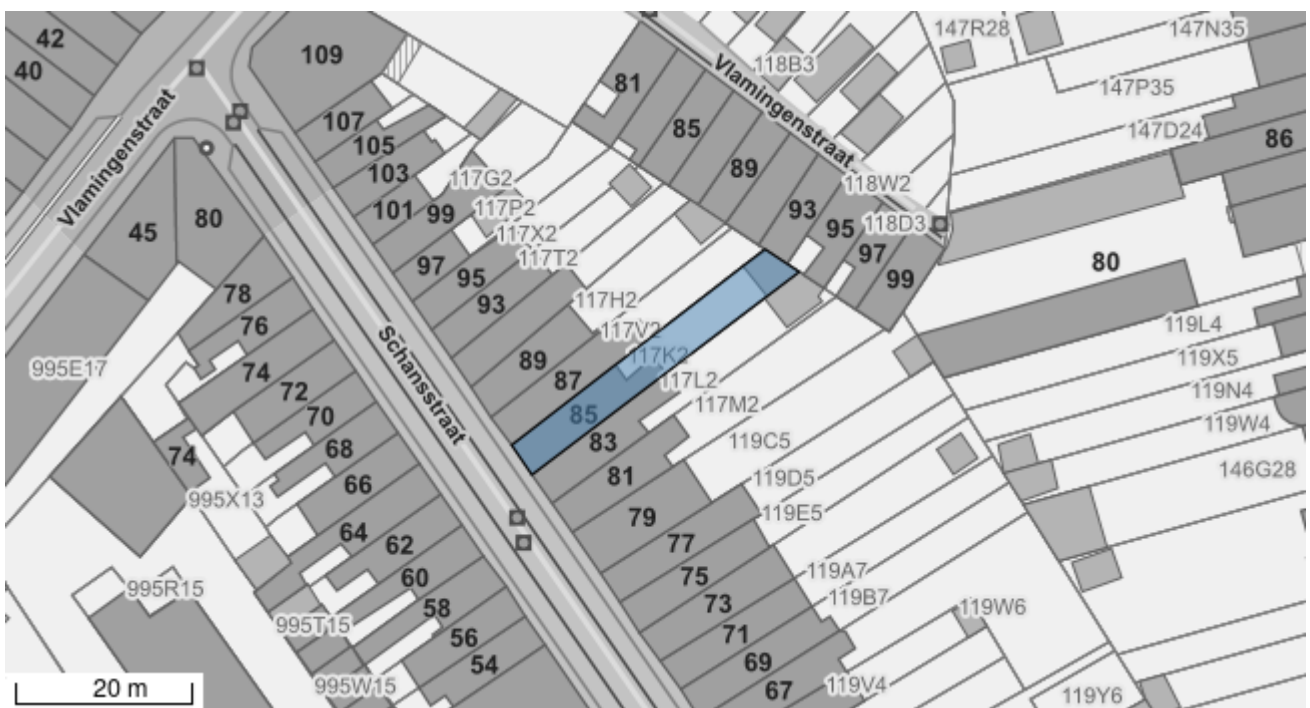 42
40
109
107
105
103
101
99
97
95
93
89
87
85
83
81
79
77
75
73
71
69
67
Vlamingenstraat
45
80
78
76
74
72
70
68
66
64
62
60
58
56
54
74
Schansstraat
995E17
995X13
995R15
995T15
995W15
117G2
117P2
117X2
117T2
117H2
117V2
117K2
117L2
117M2
119C5
119D5
119E5
119A7
119B7
119W6
119V4
119Y6
81
85
89
93
95
97
99
Vlamingenstraat
118B3
118W2
118D3
147R28
147N35
147P35
147D24
86
80
119L4
119X5
119N4
119W4
146G28
20 m